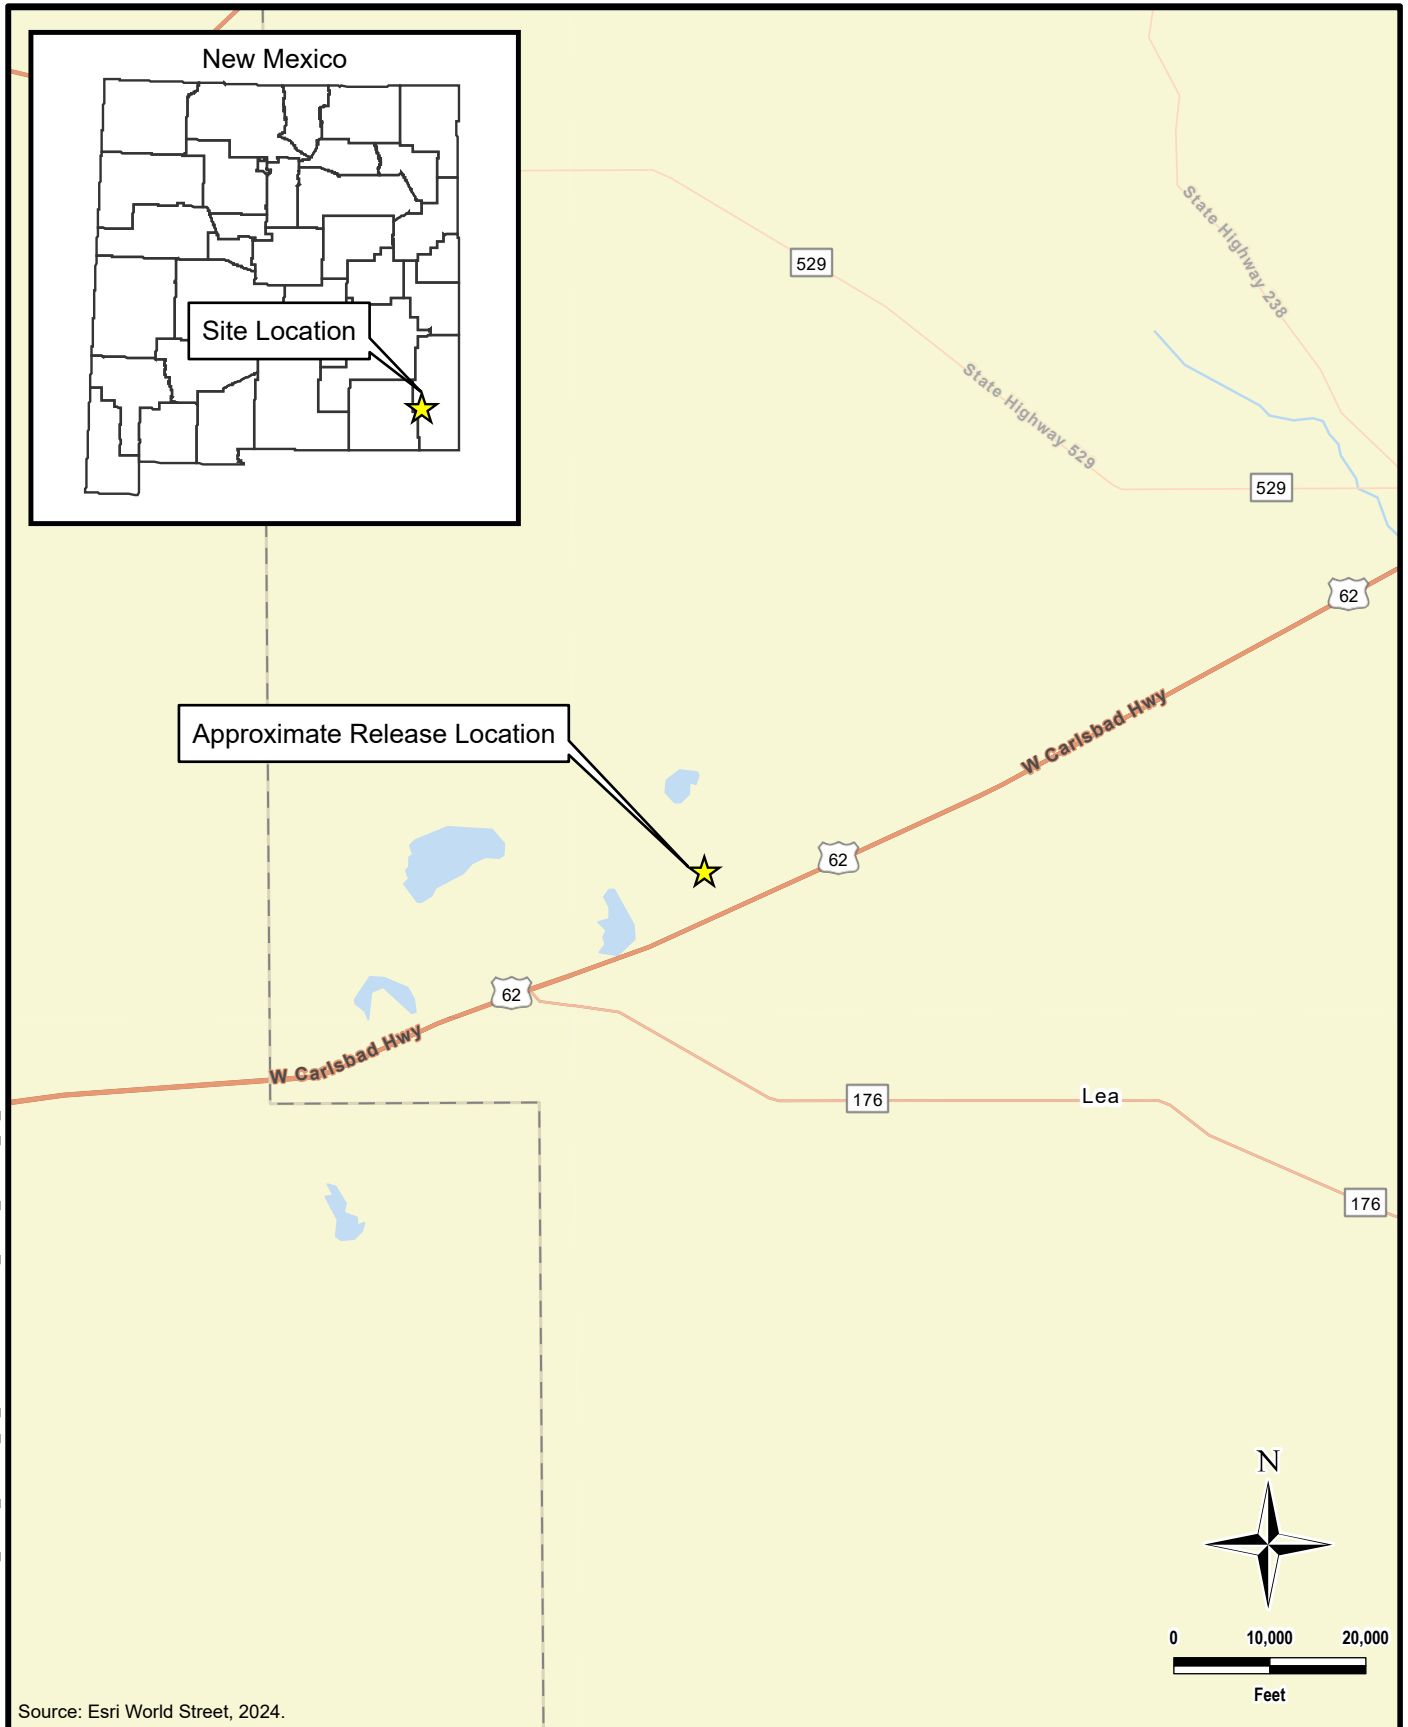 New Mexico
Site Location
529
State Highway 238
State Highway 529
529
62
W Carlsbad Hwy
Approximate Release Location
62
62
W Carlsbad Hwy
176
Lea
176
N
0 10,000 20,000
Feet
Source: Esri World Street, 2024.